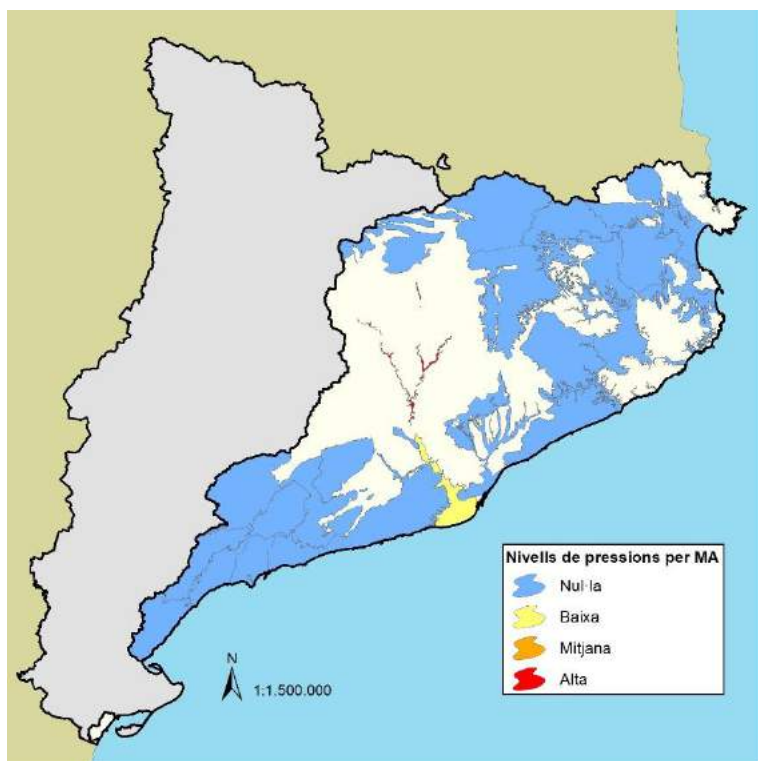 Nivells de pressions per MA
Nul·la
Baixa
Mitjana
Alta
N
1:1.500.000